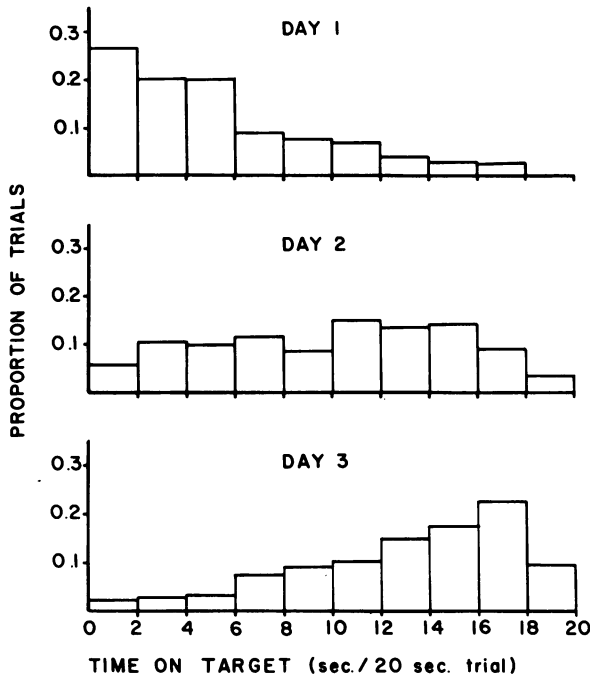 DAY 1
0.3
0.2
0.1
DAY 2
0.3
0.2
0.1
PROPORTION OF TRIALS
DAY 3
0.3
0.2
0.1
0 2 4 6 8 10 12 14 16 18 20
TIME ON TARGET (sec./20 sec. trial)